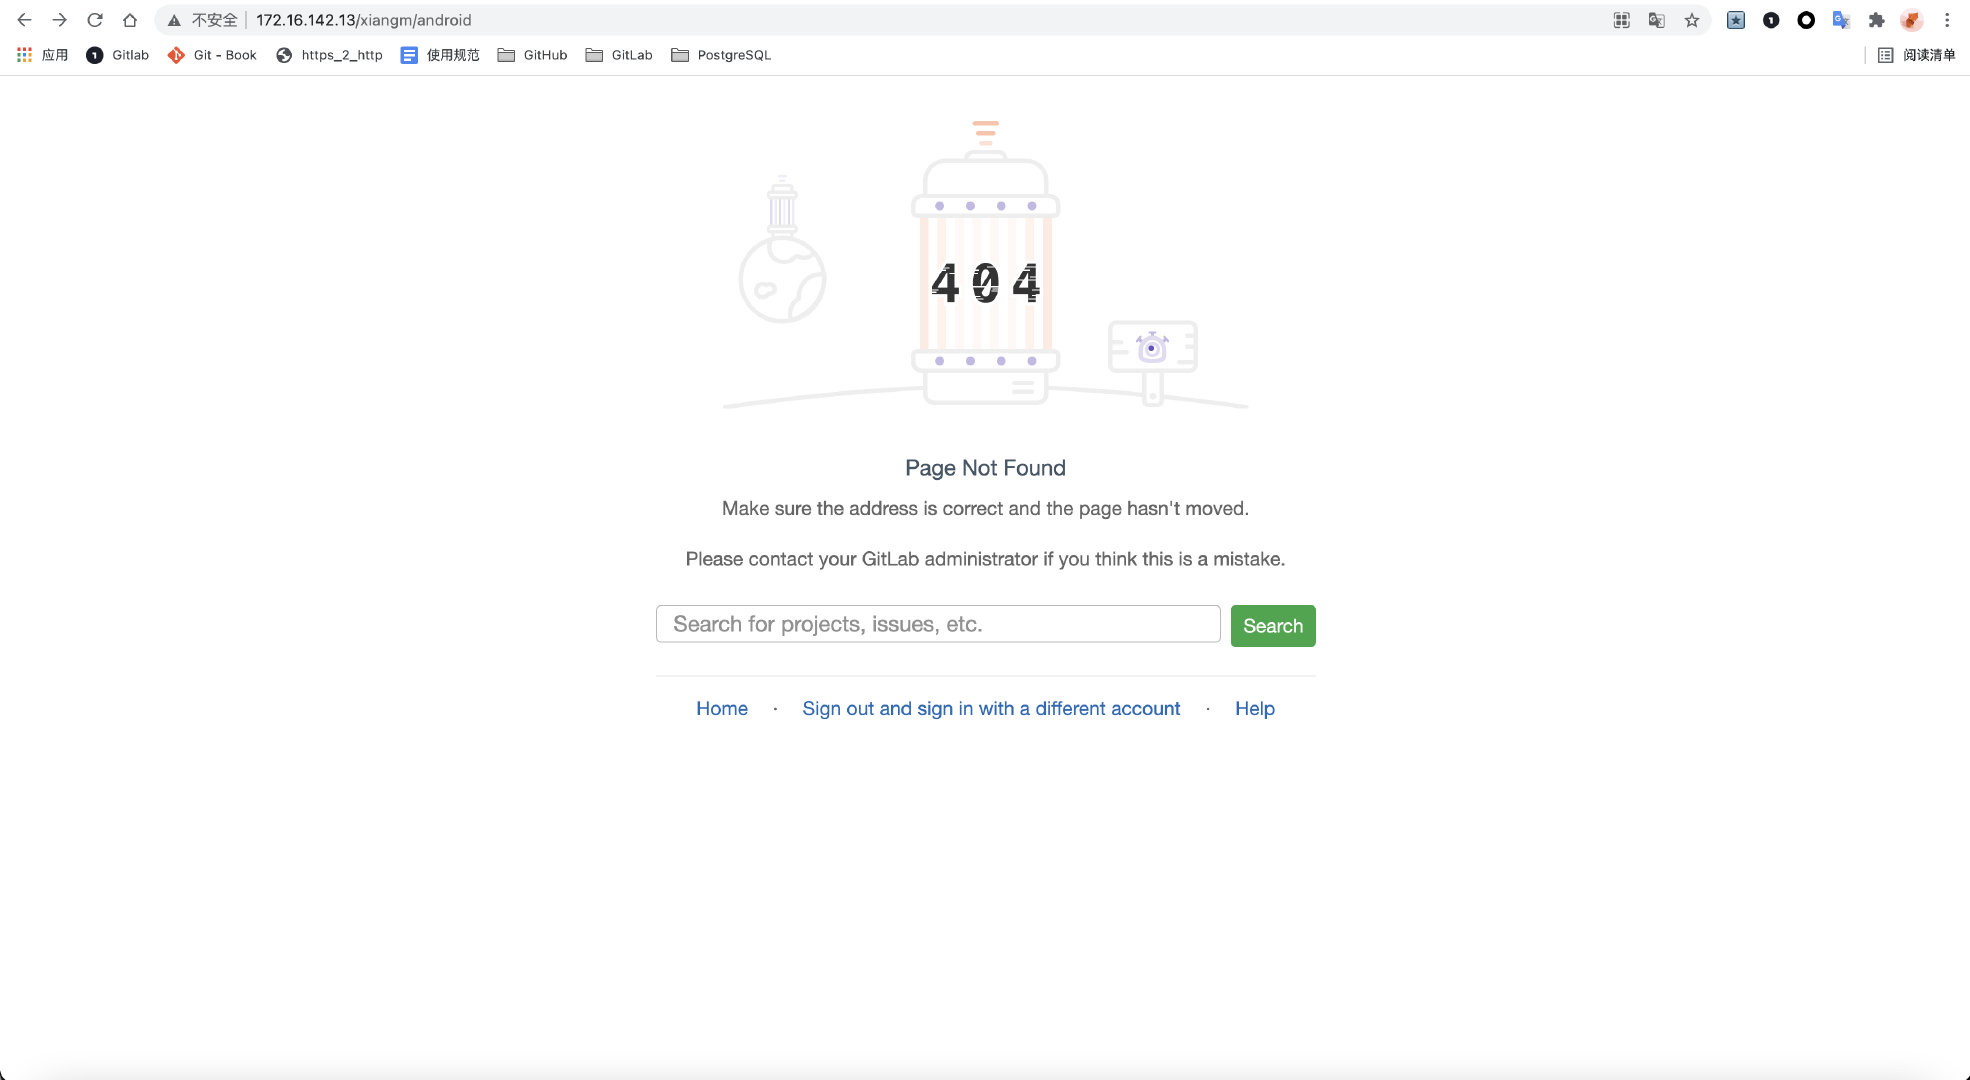 不安全 172.16.142.13/xiangm/android
应用 Gitlab Git - Book https_2_http 使用规范 GitHub GitLab PostgreSQL 阅读清单
404
Page Not Found
Make sure the address is correct and the page hasn't moved.
Please contact your GitLab administrator if you think this is a mistake.
Search for projects, issues, etc. Search
Home · Sign out and sign in with a different account · Help